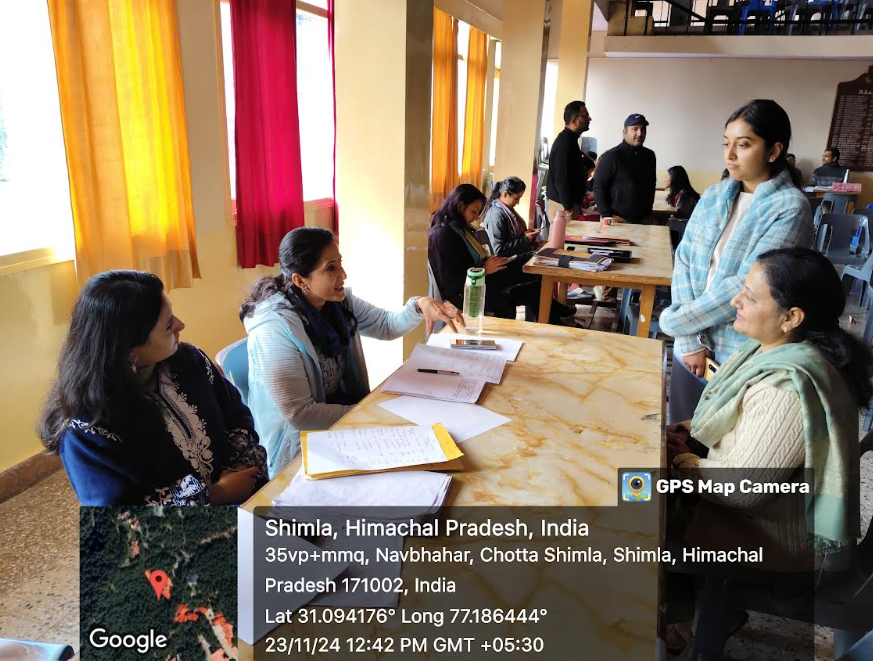 GPS Map Camera
Shimla, Himachal Pradesh, India
35vp+mmq, Navbhahar, Chotta Shimla, Shimla, Himachal
Pradesh 171002, India
Lat 31.094176° Long 77.186444°
23/11/24 12:42 PM GMT +05:30
Google